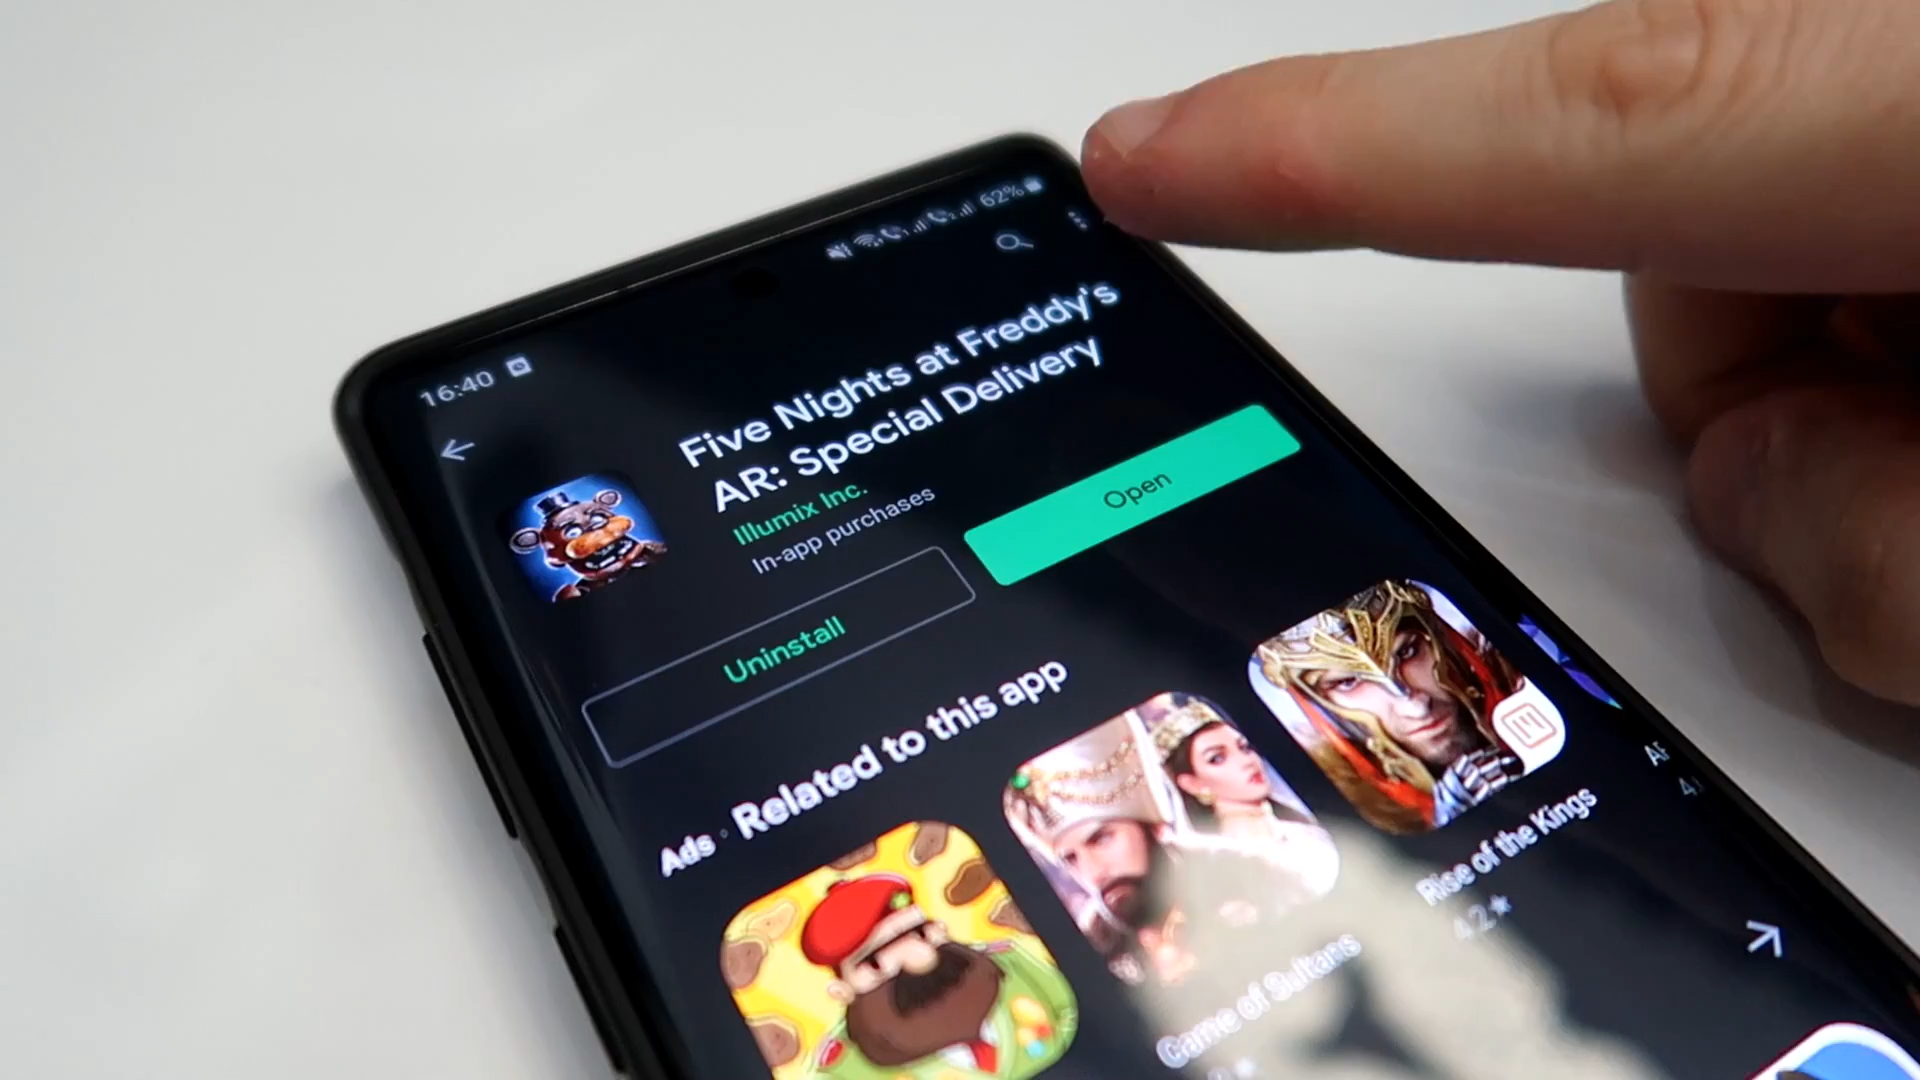 16:40
62%
Five Nights at Freddy's
AR: Special Delivery
Illumix Inc.
In-app purchases
Uninstall
Open
Ads · Related to this app
Game of Sultans
Rise of the Kings
4.2★